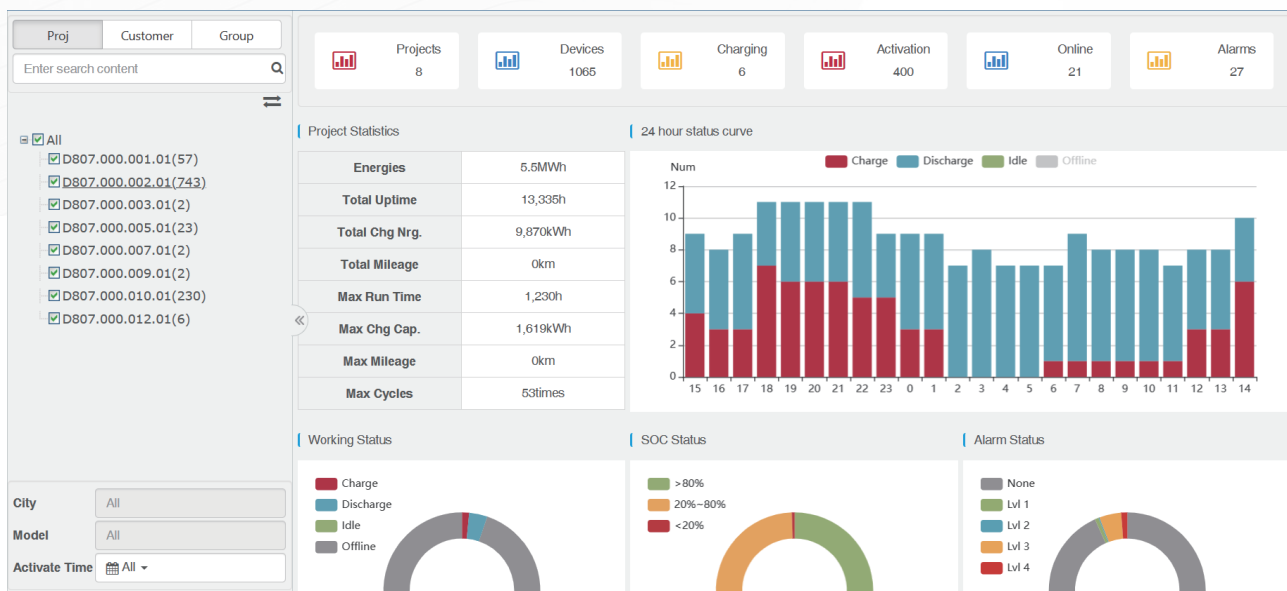 Proj Customer Group
Enter search content
All
D807.000.001.01(57)
D807.000.002.01(743)
D807.000.003.01(2)
D807.000.005.01(23)
D807.000.007.01(2)
D807.000.009.01(2)
D807.000.010.01(230)
D807.000.012.01(6)
City All
Model All
Activate Time All
Projects
8
Devices
1065
Charging
6
Activation
400
Online
21
Alarms
27
Project Statistics
Energies 5.5MWh
Total Uptime 13,335h
Total Chg Nrg. 9,870kWh
Total Mileage 0km
Max Run Time 1,230h
Max Chg Cap. 1,619kWh
Max Mileage 0km
Max Cycles 53times
24 hour status curve
Charge Discharge Idle Offline
Num
12
10
8
6
4
2
0
15 16 17 18 19 20 21 22 23 0 1 2 3 4 5 6 7 8 9 10 11 12 13 14
Working Status
Charge
Discharge
Idle
Offline
SOC Status
>80%
20%~80%
<20%
Alarm Status
None
Lvl 1
Lvl 2
Lvl 3
Lvl 4